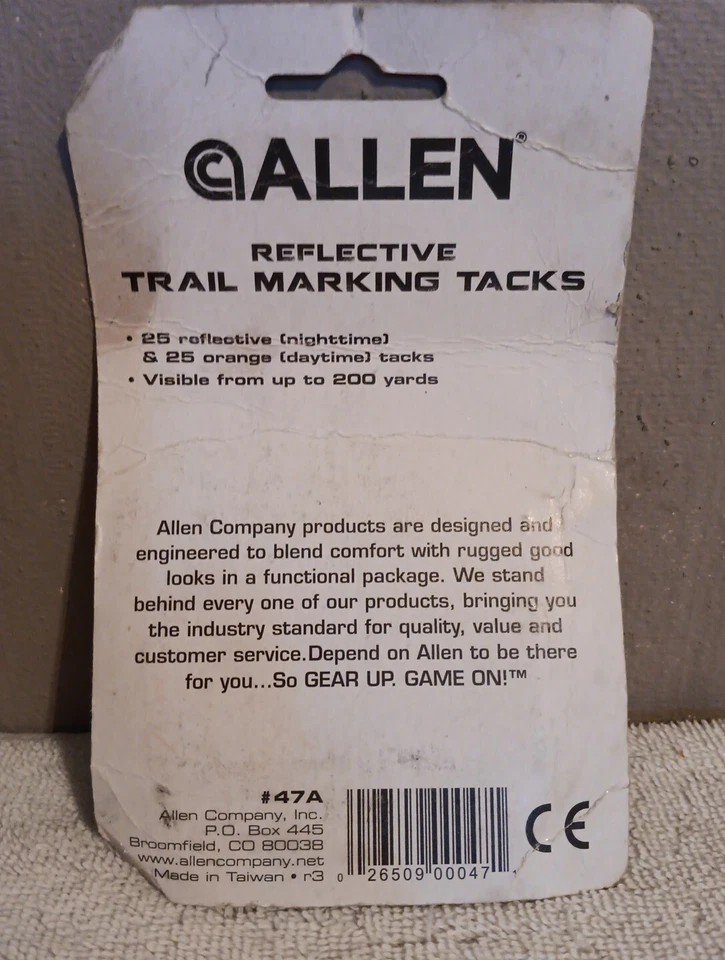 ALLEN®
REFLECTIVE
TRAIL MARKING TACKS
• 25 reflective (nighttime)
& 25 orange (daytime) tacks
• Visible from up to 200 yards
Allen Company products are designed and
engineered to blend comfort with rugged good
looks in a functional package. We stand
behind every one of our products, bringing you
the industry standard for quality, value and
customer service.Depend on Allen to be there
for you...So GEAR UP. GAME ON!™
#47A
Allen Company, Inc.
P.O. Box 445
Broomfield, CO 80038
www.allencompany.net
Made in Taiwan • r3
0 26509 00047 1
CE